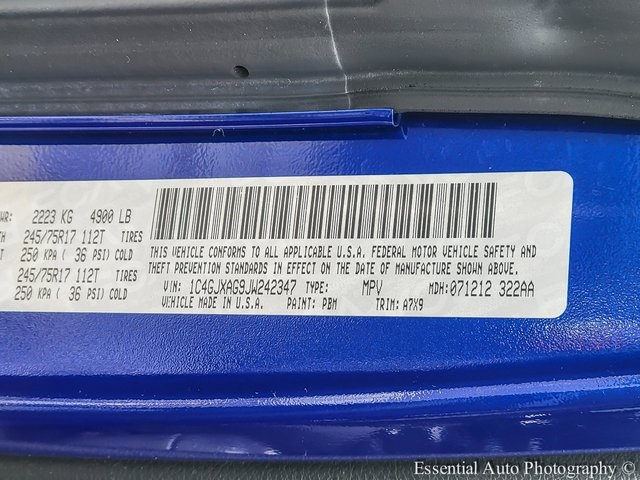 WR: 2223 KG 4900 LB
TH 245/75R17 112T TIRES
250 KPA ( 36 PSI) COLD
245/75R17 112T TIRES
250 KPA ( 36 PSI) COLD
THIS VEHICLE CONFORMS TO ALL APPLICABLE U.S.A. FEDERAL MOTOR VEHICLE SAFETY AND
THEFT PREVENTION STANDARDS IN EFFECT ON THE DATE OF MANUFACTURE SHOWN ABOVE.
VIN: 1C4GJXAG9JW242347 TYPE: MPV MDH: 071212 322AA
VEHICLE MADE IN U.S.A. PAINT: PBM TRIM: A7X9
Essential Auto Photography ©